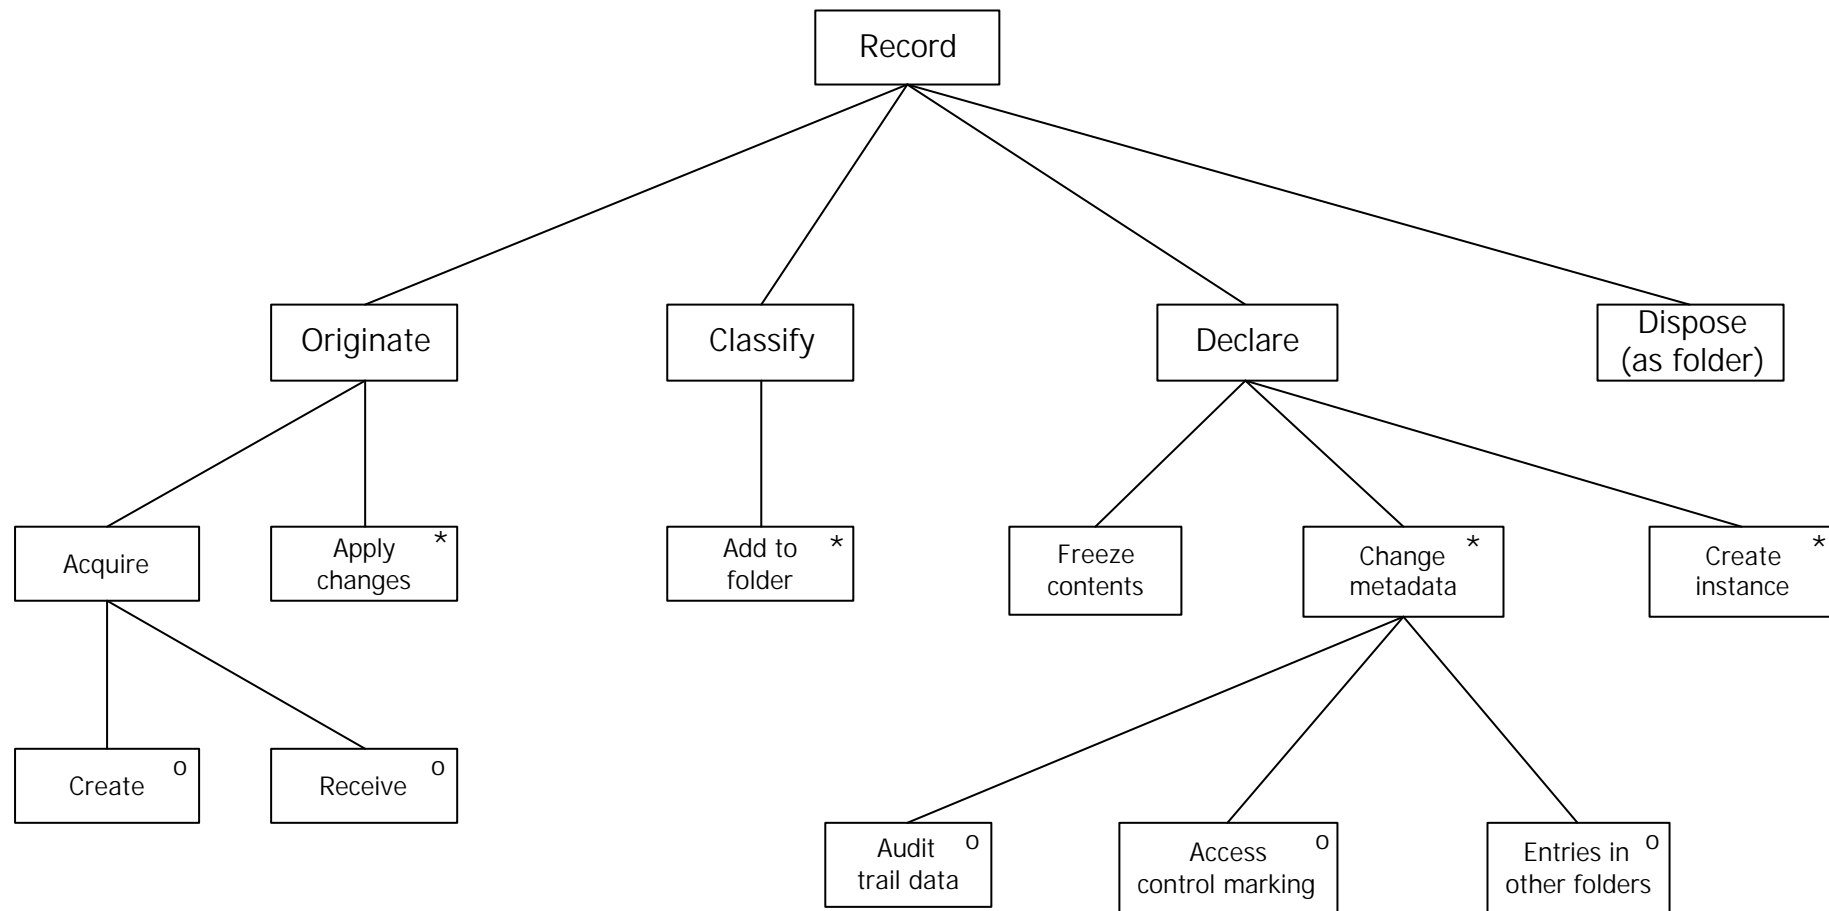 Record
Originate
Classify
Declare
Dispose
(as folder)
Acquire
Apply *
changes
Add to *
folder
Freeze
contents
Change *
metadata
Create *
instance
Create o
Receive o
Audit o
trail data
Access o
control marking
Entries in o
other folders